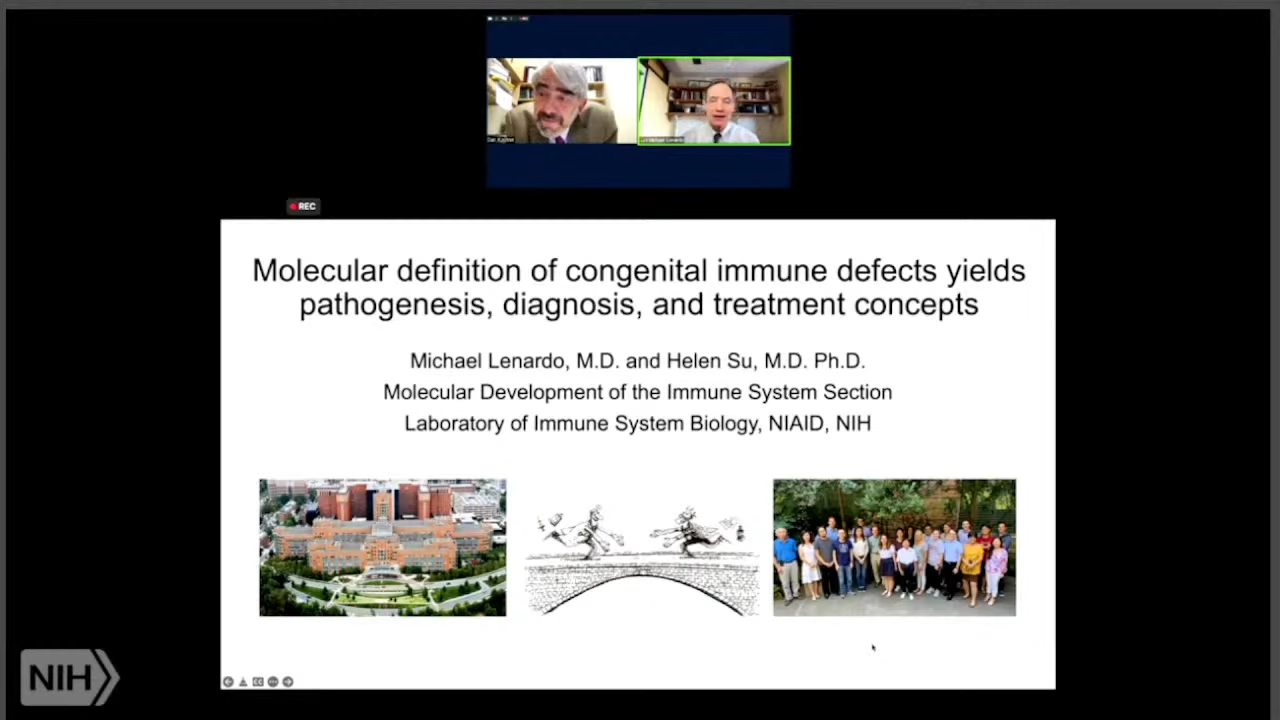 REC
Molecular definition of congenital immune defects yields
pathogenesis, diagnosis, and treatment concepts
Michael Lenardo, M.D. and Helen Su, M.D. Ph.D.
Molecular Development of the Immune System Section
Laboratory of Immune System Biology, NIAID, NIH
NIH